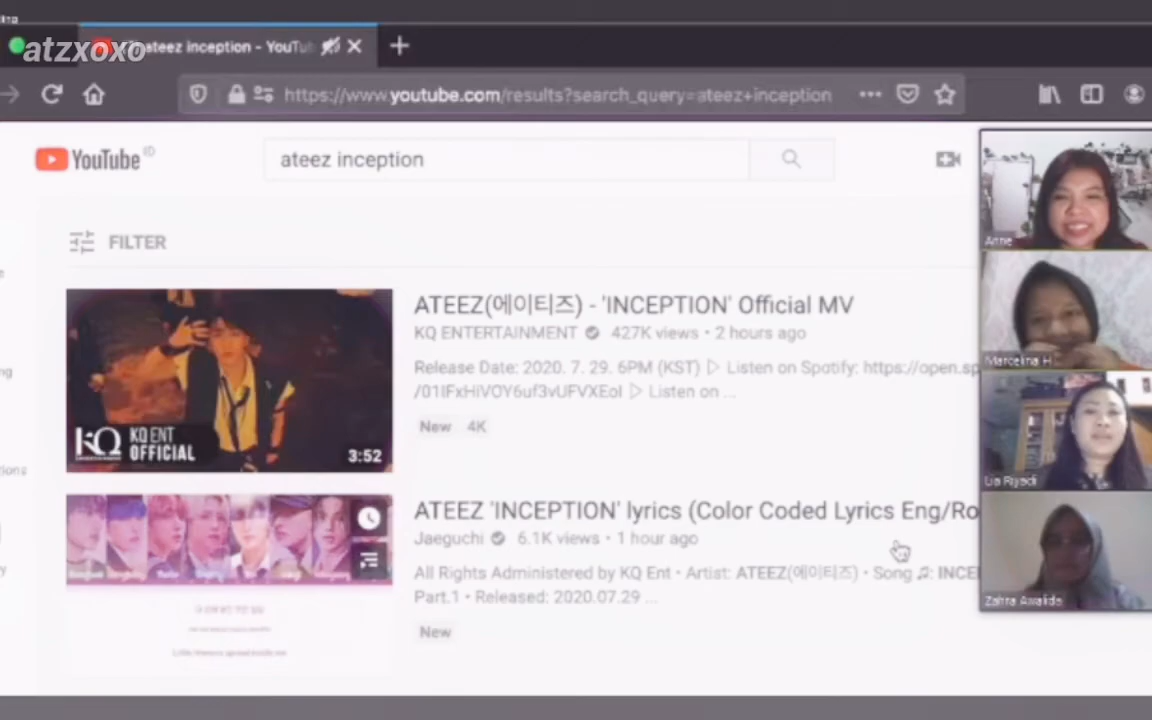 atzxoxo
ateez inception - YouTu
https://www.youtube.com/results?search_query=ateez+inception
YouTube ID
ateez inception
FILTER
ATEEZ(에이티즈) - 'INCEPTION' Official MV
KQ ENTERTAINMENT 427K views • 2 hours ago
Release Date: 2020. 7. 29. 6PM (KST) ▷ Listen on Spotify: https://open.sp
▷ Listen on ...
New 4K
KQ ENT
OFFICIAL
3:52
ATEEZ 'INCEPTION' lyrics (Color Coded Lyrics Eng/Ro
Jaeguchi 6.1K views • 1 hour ago
All Rights Administered by KQ Ent • Artist: ATEEZ(에이티즈) • Song ♫: INCE
Part.1 • Released: 2020.07.29 ...
New
Anne
Marcelina H
Lia Riyadi
Zahra Awalida